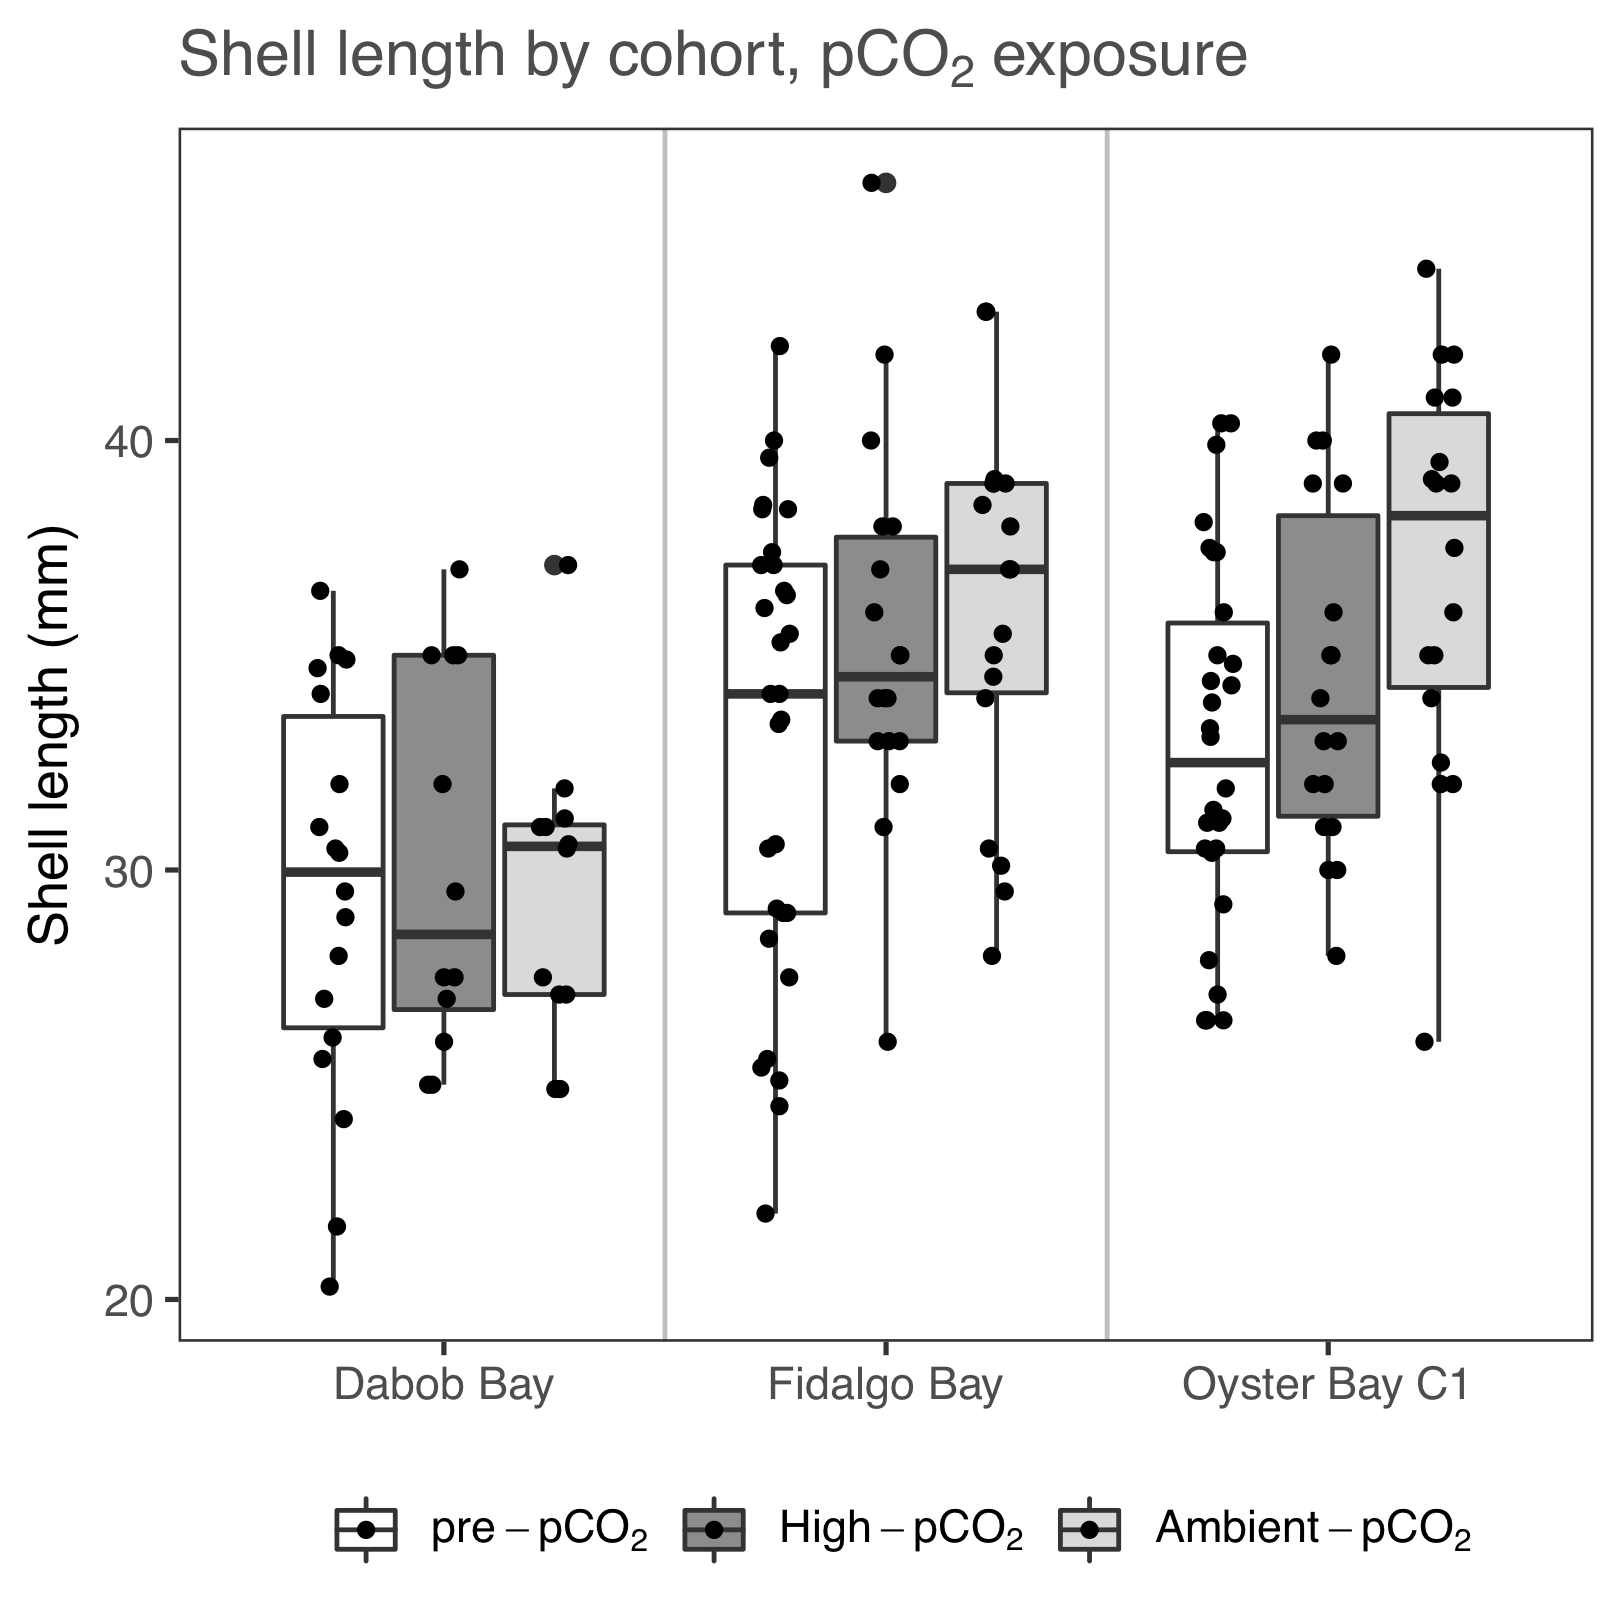 Shell length by cohort, pCO₂ exposure
Shell length (mm)
40
30
20
Dabob Bay Fidalgo Bay Oyster Bay C1
pre – pCO₂ High – pCO₂ Ambient – pCO₂